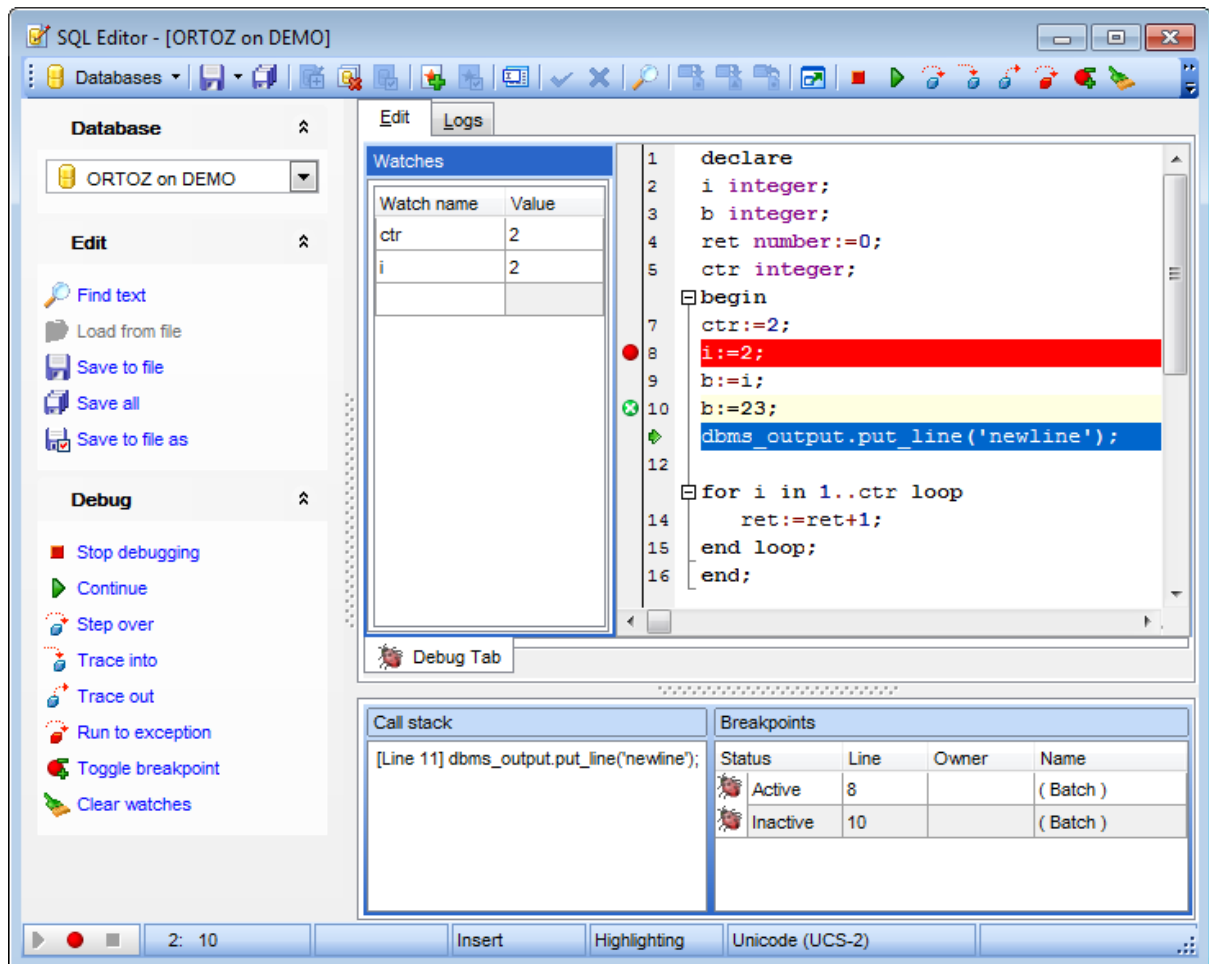 SQL Editor - [ORTOZ on DEMO]
Databases
Database
ORTOZ on DEMO
Edit
Find text
Load from file
Save to file
Save all
Save to file as
Debug
Stop debugging
Continue
Step over
Trace into
Trace out
Run to exception
Toggle breakpoint
Clear watches
Edit Logs
Watches
Watch name Value
ctr 2
i 2
1 declare
2 i integer;
3 b integer;
4 ret number:=0;
5 ctr integer;
begin
7 ctr:=2;
8 i:=2;
9 b:=i;
10 b:=23;
dbms_output.put_line('newline');
12
for i in 1..ctr loop
14 ret:=ret+1;
15 end loop;
16 end;
Debug Tab
Call stack
[Line 11] dbms_output.put_line('newline');
Breakpoints
Status Line Owner Name
Active 8 ( Batch )
Inactive 10 ( Batch )
2: 10 Insert Highlighting Unicode (UCS-2)